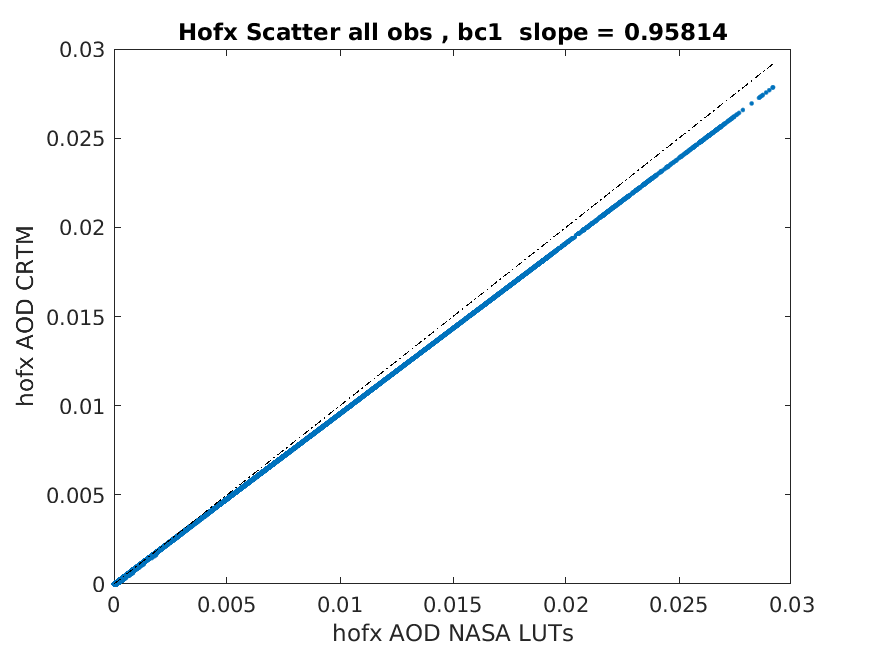 Hofx Scatter all obs , bc1  slope = 0.95814
0.03
0.025
0.02
0.015
0.01
0.005
0
hofx AOD CRTM
0 0.005 0.01 0.015 0.02 0.025 0.03
hofx AOD NASA LUTs